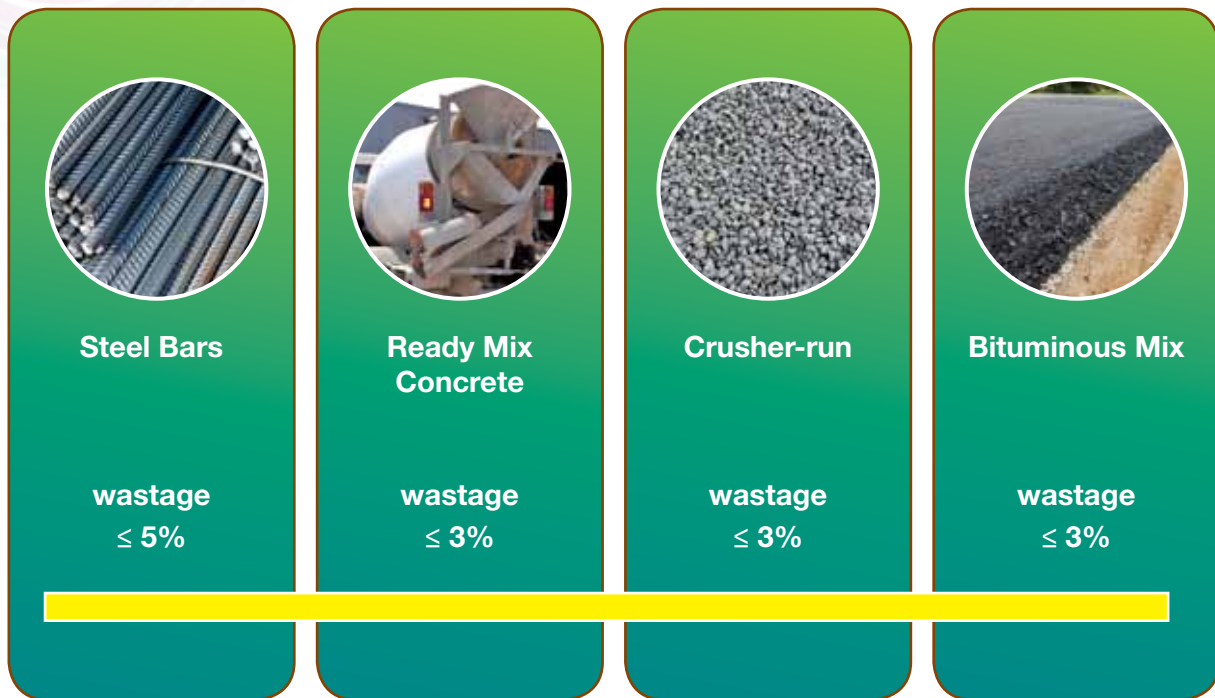 Steel Bars
wastage
≤ 5%
Ready Mix
Concrete
wastage
≤ 3%
Crusher-run
wastage
≤ 3%
Bituminous Mix
wastage
≤ 3%